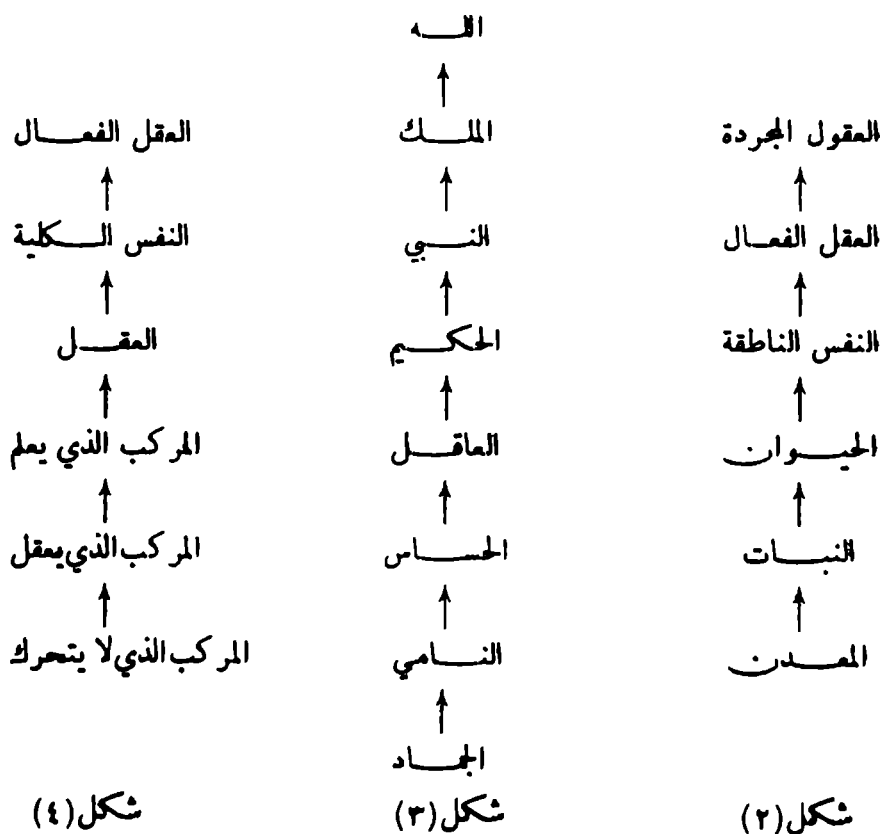 العقول المجردة
العقل الفعال
النفس الناطقة
الحيوان
النبات
المعدن
شكل (٢)
الله
الملك
النبي
الحكيم
العاقل
الحساس
النامي
الجماد
شكل (٣)
العقل الفعال
النفس الكلية
العقل
المركب الذي يعلم
المركب الذي يعقل
المركب الذي لا يتحرك
شكل (٤)